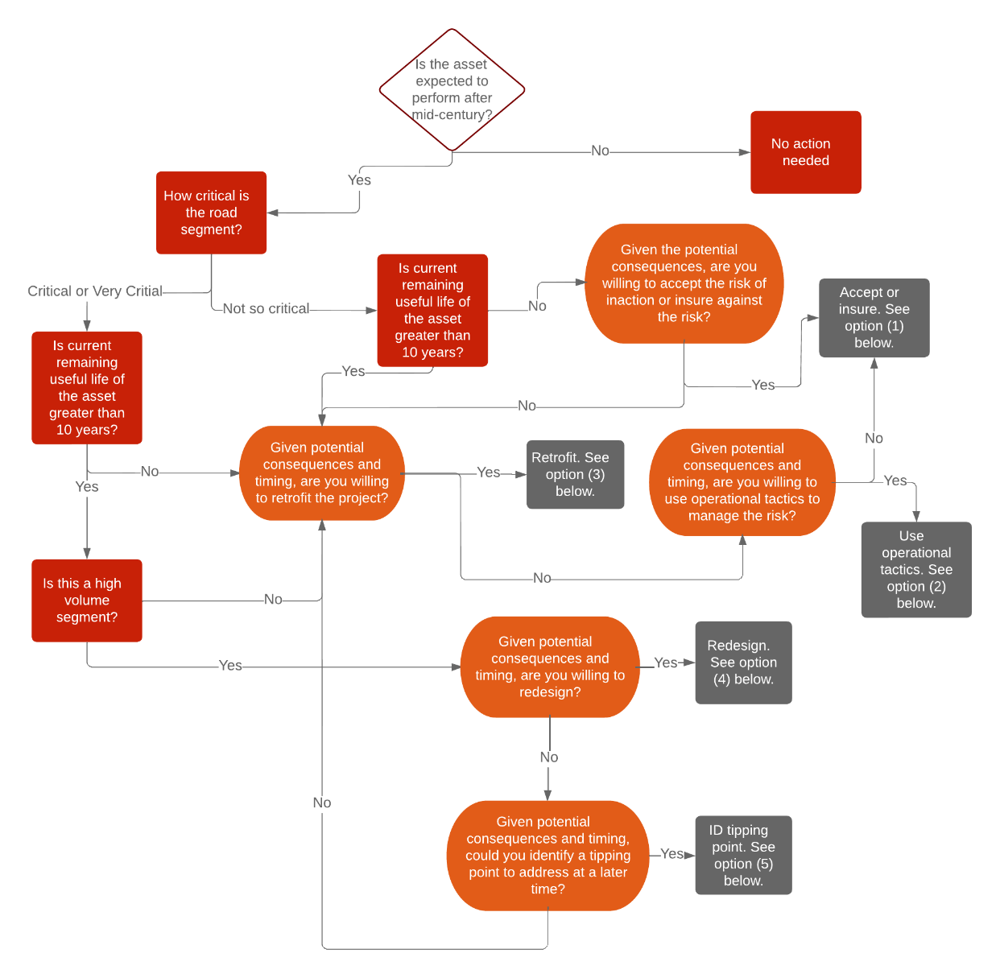 Is the asset
expected to
perform after
mid-century?
No
No action
needed
Yes
How critical is
the road
segment?
Critical or Very Critial
Not so critical
Is current
remaining
useful life of
the asset
greater than
10 years?
No
Given the potential
consequences, are you
willing to accept the risk of
inaction or insure against
the risk?
Accept or
insure. See
option (1)
below.
Yes
Yes
No
Is current
remaining
useful life of
the asset
greater than
10 years?
No
Yes
Given potential
consequences and
timing, are you willing
to retrofit the project?
Yes
Retrofit. See
option (3)
below.
Given potential
consequences and
timing, are you willing to
use operational tactics to
manage the risk?
No
Yes
Use
operational
tactics. See
option (2)
below.
No
Is this a high
volume
segment?
No
Yes
Given potential
consequences and
timing, are you willing to
redesign?
Yes
Redesign.
See option
(4) below.
No
No
Given potential
consequences and timing,
could you identify a tipping
point to address at a later
time?
Yes
ID tipping
point. See
option (5)
below.